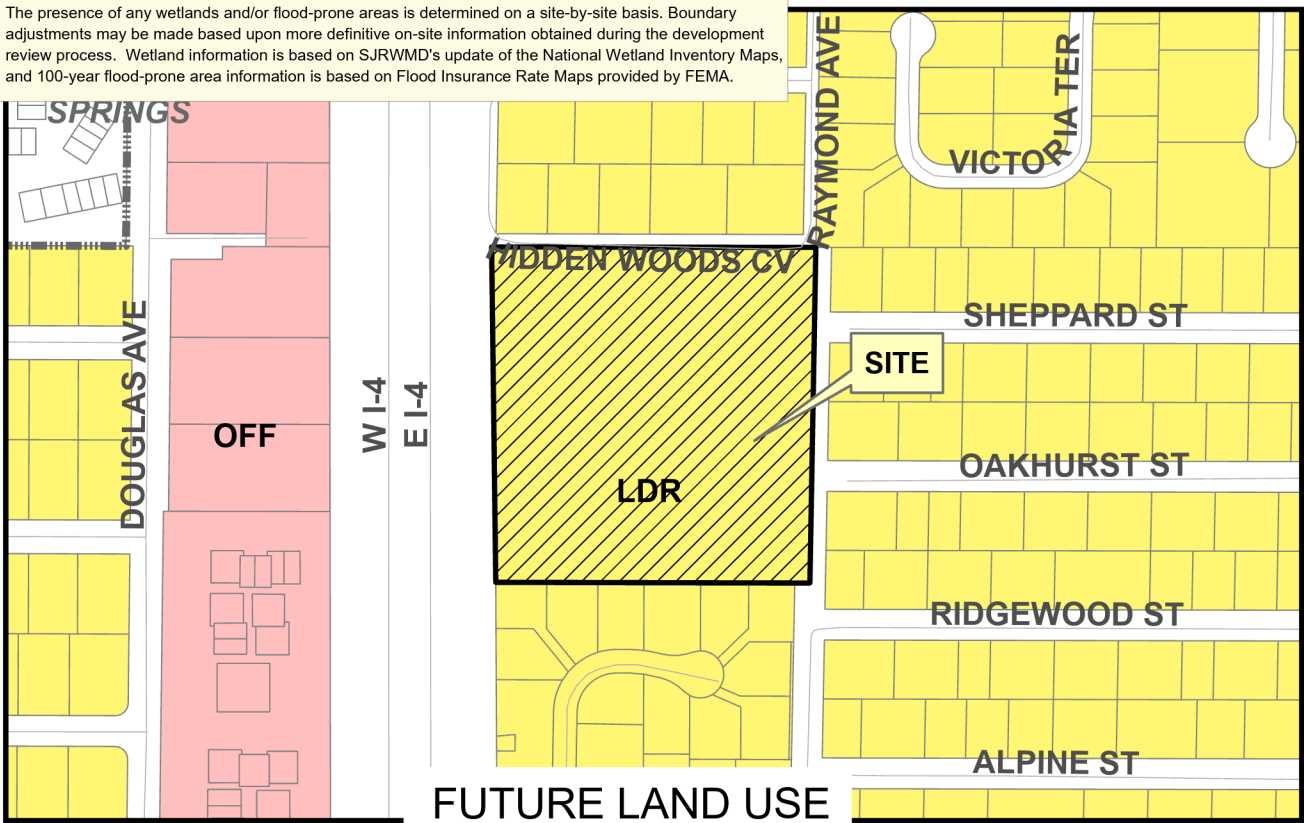 The presence of any wetlands and/or flood-prone areas is determined on a site-by-site basis. Boundary
adjustments may be made based upon more definitive on-site information obtained during the development
review process.  Wetland information is based on SJRWMD's update of the National Wetland Inventory Maps,
and 100-year flood-prone area information is based on Flood Insurance Rate Maps provided by FEMA.
SPRINGS
RAYMOND AVE
VICTORIA TER
HIDDEN WOODS CV
SHEPPARD ST
DOUGLAS AVE
SITE
W I-4
E I-4
OFF
OAKHURST ST
LDR
RIDGEWOOD ST
ALPINE ST
FUTURE LAND USE